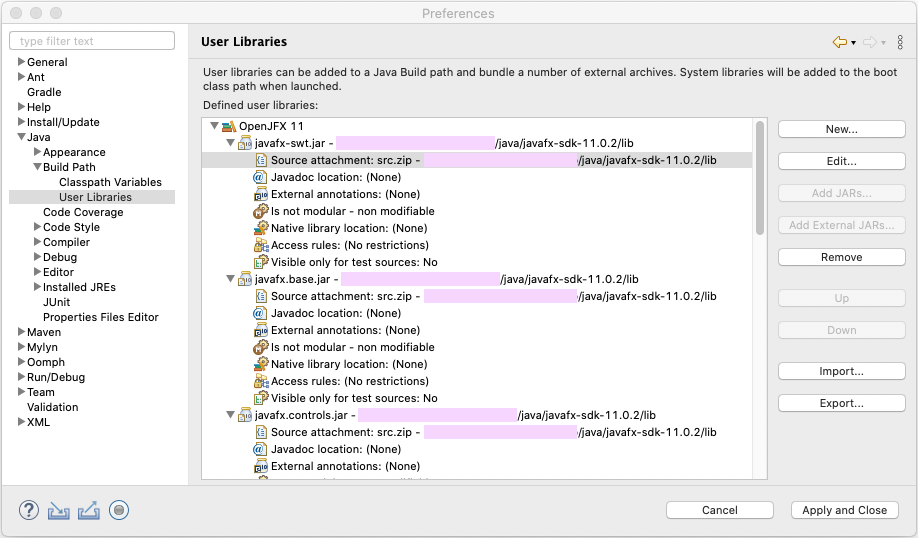 Preferences
type filter text
General
Ant
Gradle
Help
Install/Update
Java
Appearance
Build Path
Classpath Variables
User Libraries
Code Coverage
Code Style
Compiler
Debug
Editor
Installed JREs
JUnit
Properties Files Editor
Maven
Mylyn
Oomph
Run/Debug
Team
Validation
XML
User Libraries
User libraries can be added to a Java Build path and bundle a number of external archives. System libraries will be added to the boot
class path when launched.
Defined user libraries:
OpenJFX 11
javafx-swt.jar - /java/javafx-sdk-11.0.2/lib
Source attachment: src.zip - /java/javafx-sdk-11.0.2/lib
Javadoc location: (None)
External annotations: (None)
Is not modular - non modifiable
Native library location: (None)
Access rules: (No restrictions)
Visible only for test sources: No
javafx.base.jar - /java/javafx-sdk-11.0.2/lib
Source attachment: src.zip - /java/javafx-sdk-11.0.2/lib
Javadoc location: (None)
External annotations: (None)
Is not modular - non modifiable
Native library location: (None)
Access rules: (No restrictions)
Visible only for test sources: No
javafx.controls.jar - /java/javafx-sdk-11.0.2/lib
Source attachment: src.zip - /java/javafx-sdk-11.0.2/lib
Javadoc location: (None)
External annotations: (None)
New...
Edit...
Add JARs...
Add External JARs...
Remove
Up
Down
Import...
Export...
Cancel
Apply and Close